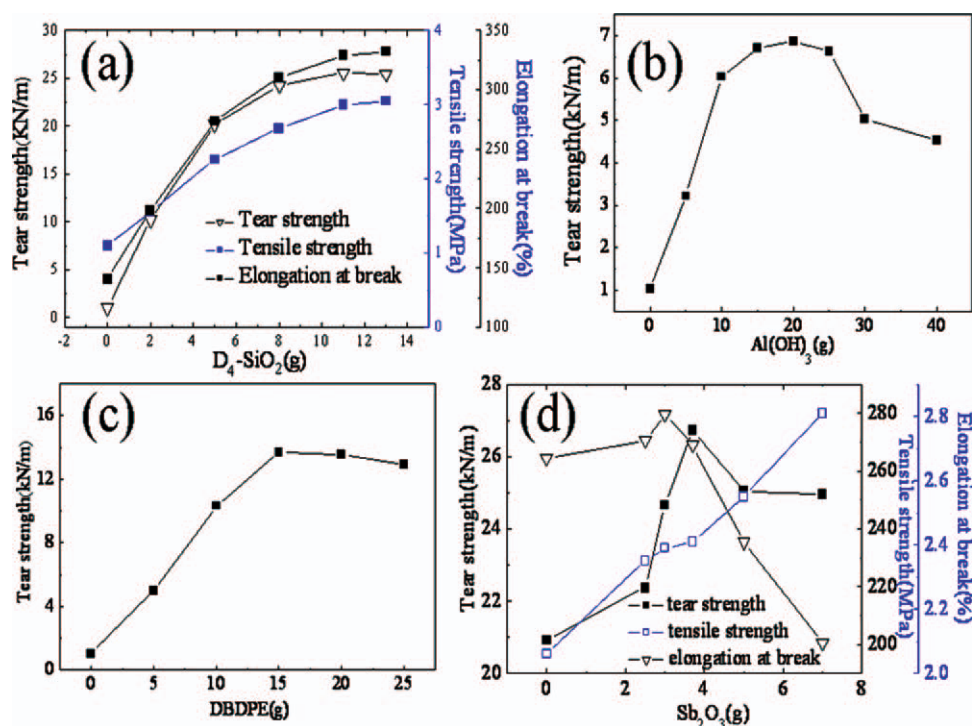 (a)
Tear strength(KN/m)
30
25
20
15
10
5
0
-2 0 2 4 6 8 10 12 14
D4-SiO2(g)
Tear strength
Tensile strength
Elongation at break
4
3
2
1
0
Tensile strength(MPa)
350
300
250
200
150
100
Elongation at break(%)
(b)
Tear strength(kN/m)
7
6
5
4
3
2
1
0 10 20 30 40
Al(OH)3(g)
(c)
Tear strength(kN/m)
16
12
8
4
0
0 5 10 15 20 25
DBDPE(g)
(d)
Tear strength(kN/m)
28
26
24
22
20
0 2 4 6 8
Sb2O3(g)
tear strength
tensile strength
elongation at break
280
260
240
220
200
Tensile strength(MPa)
2.8
2.6
2.4
2.2
2.0
Elongation at break(%)